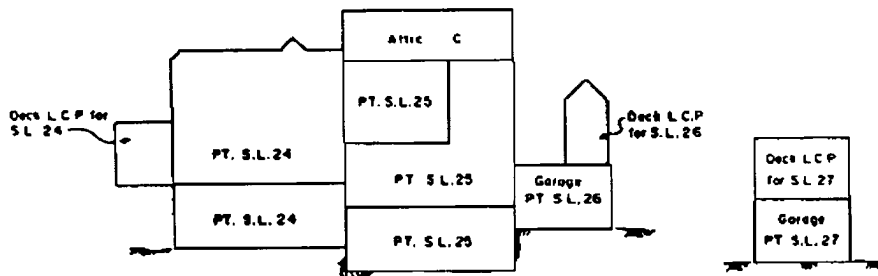 Attic C
PT. S.L. 25
Deck L.C.P for
S.L. 24
Deck L.C.P
for S.L. 26
PT. S.L. 24
PT S.L. 25
Garage
PT S.L. 26
Deck LCP
for S.L. 27
PT. S.L. 24
PT. S.L. 25
Garage
PT S.L. 27